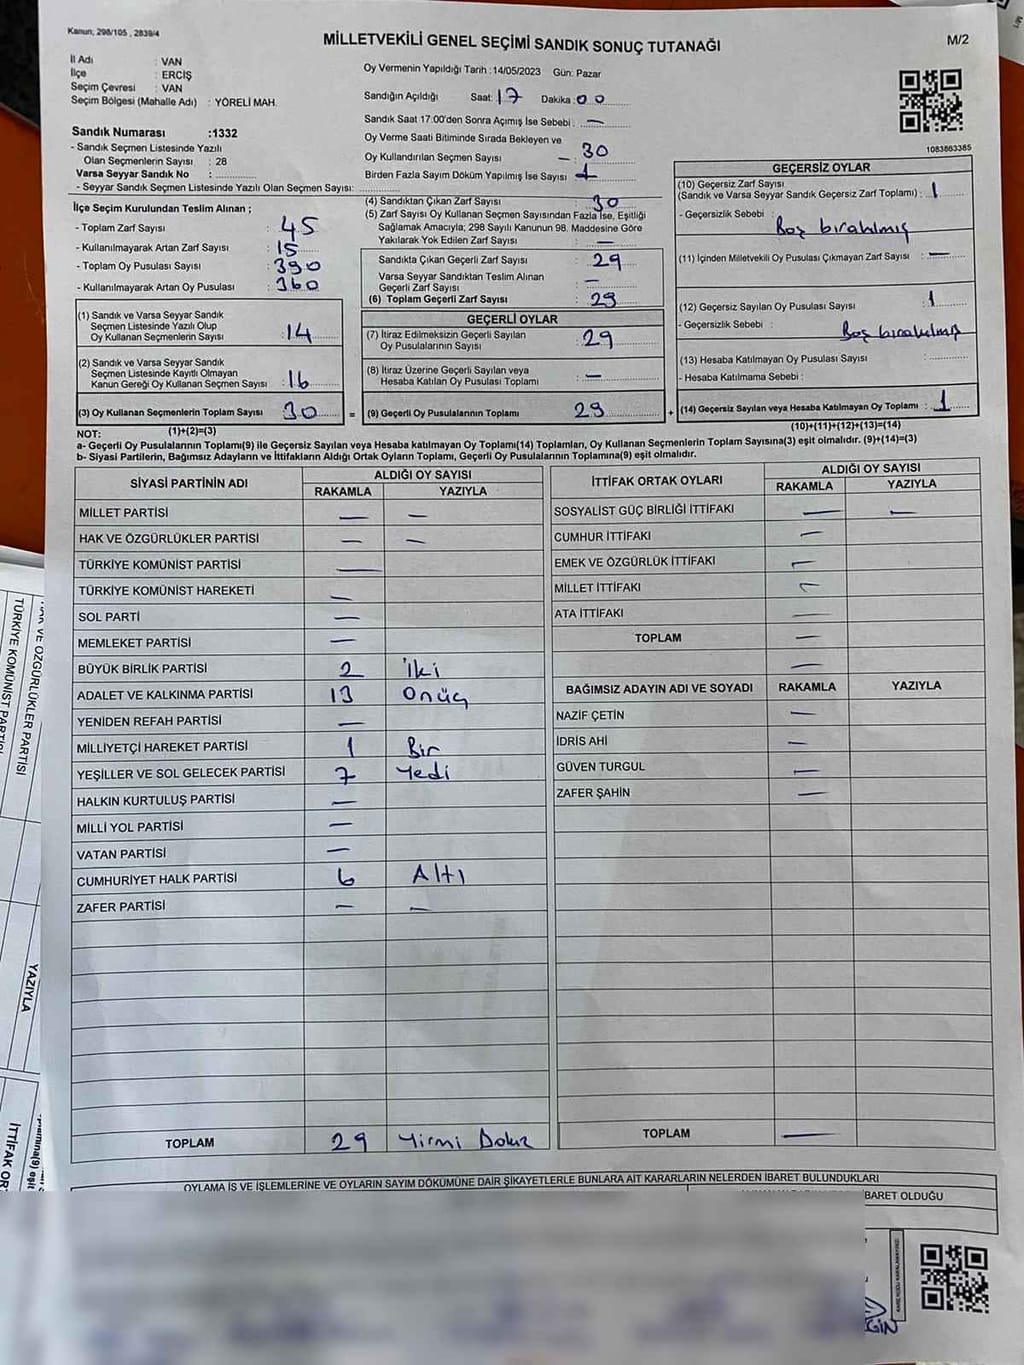 Kanun; 298/105 , 2839/4
MİLLETVEKİLİ GENEL SEÇİMİ SANDIK SONUÇ TUTANAĞI
M/2
İl Adı : VAN
İlçe : ERCİŞ
Seçim Çevresi : VAN
Seçim Bölgesi (Mahalle Adı) : YÖRELİ MAH.
Sandık Numarası :1332
- Sandık Seçmen Listesinde Yazılı
Olan Seçmenlerin Sayısı : 28
Varsa Seyyar Sandık No :
- Seyyar Sandık Seçmen Listesinde Yazılı Olan Seçmen Sayısı:
Oy Vermenin Yapıldığı Tarih : 14/05/2023 Gün: Pazar
Sandığın Açıldığı Saat: 17 Dakika : 00
Sandık Saat 17:00'den Sonra Açımış İse Sebebi : —
Oy Verme Saati Bitiminde Sırada Bekleyen ve
Oy Kullandırılan Seçmen Sayısı — : 30
Birden Fazla Sayım Döküm Yapılmış İse Sayısı : 1
1083863385
İlçe Seçim Kurulundan Teslim Alınan ;
- Toplam Zarf Sayısı : 45
- Kullanılmayarak Artan Zarf Sayısı : 15
- Toplam Oy Pusulası Sayısı : 390
- Kullanılmayarak Artan Oy Pusulası : 360
(1) Sandık ve Varsa Seyyar Sandık
Seçmen Listesinde Yazılı Olup
Oy Kullanan Seçmenlerin Sayısı : 14
(2) Sandık ve Varsa Seyyar Sandık
Seçmen Listesinde Kayıtlı Olmayan
Kanun Gereği Oy Kullanan Seçmen Sayısı : 16
(3) Oy Kullanan Seçmenlerin Toplam Sayısı : 30 =
(1)+(2)=(3)
(4) Sandıktan Çıkan Zarf Sayısı : 30
(5) Zarf Sayısı Oy Kullanan Seçmen Sayısından Fazla İse, Eşitliği
Sağlamak Amacıyla; 298 Sayılı Kanunun 98. Maddesine Göre
Yakılarak Yok Edilen Zarf Sayısı : —
Sandıkta Çıkan Geçerli Zarf Sayısı : 29
Varsa Seyyar Sandıktan Teslim Alınan
Geçerli Zarf Sayısı : —
(6) Toplam Geçerli Zarf Sayısı : 29
GEÇERLİ OYLAR
(7) İtiraz Edilmeksizin Geçerli Sayılan
Oy Pusulalarının Sayısı : 29
(8) İtiraz Üzerine Geçerli Sayılan veya
Hesaba Katılan Oy Pusulası Toplamı : —
(9) Geçerli Oy Pusulalarının Toplamı : 29 +
GEÇERSİZ OYLAR
(10) Geçersiz Zarf Sayısı
(Sandık ve Varsa Seyyar Sandık Geçersiz Zarf Toplamı) : 1
- Geçersizlik Sebebi :
Boş bırakılmış
(11) İçinden Milletvekili Oy Pusulası Çıkmayan Zarf Sayısı : —
(12) Geçersiz Sayılan Oy Pusulası Sayısı : 1
- Geçersizlik Sebebi : Boş bırakılmış
(13) Hesaba Katılmayan Oy Pusulası Sayısı :
- Hesaba Katılmama Sebebi :
(14) Geçersiz Sayılan veya Hesaba Katılmayan Oy Toplamı : 1
(10)+(11)+(12)+(13)=(14)
NOT:
a- Geçerli Oy Pusulalarının Toplamı(9) ile Geçersiz Sayılan veya Hesaba katılmayan Oy Toplamı(14) Toplamları, Oy Kullanan Seçmenlerin Toplam Sayısına(3) eşit olmalıdır. (9)+(14)=(3)
b- Siyasi Partilerin, Bağımsız Adayların ve İttifakların Aldığı Ortak Oyların Toplamı, Geçerli Oy Pusulalarının Toplamına(9) eşit olmalıdır.
SİYASİ PARTİNİN ADI ALDIĞI OY SAYISI
RAKAMLA YAZIYLA
MİLLET PARTİSİ — —
HAK VE ÖZGÜRLÜKLER PARTİSİ — —
TÜRKİYE KOMÜNİST PARTİSİ —
TÜRKİYE KOMÜNİST HAREKETİ —
SOL PARTİ —
MEMLEKET PARTİSİ —
BÜYÜK BİRLİK PARTİSİ 2 İki
ADALET VE KALKINMA PARTİSİ 13 Onüç
YENİDEN REFAH PARTİSİ —
MİLLİYETÇİ HAREKET PARTİSİ 1 Bir
YEŞİLLER VE SOL GELECEK PARTİSİ 7 Yedi
HALKIN KURTULUŞ PARTİSİ —
MİLLİ YOL PARTİSİ —
VATAN PARTİSİ —
CUMHURİYET HALK PARTİSİ 6 Altı
ZAFER PARTİSİ — —
TOPLAM 29 Yirmi Dokuz
İTTİFAK ORTAK OYLARI ALDIĞI OY SAYISI
RAKAMLA YAZIYLA
SOSYALİST GÜÇ BİRLİĞİ İTTİFAKI — —
CUMHUR İTTİFAKI —
EMEK VE ÖZGÜRLÜK İTTİFAKI —
MİLLET İTTİFAKI —
ATA İTTİFAKI —
TOPLAM —
—
BAĞIMSIZ ADAYIN ADI VE SOYADI RAKAMLA YAZIYLA
NAZİF ÇETİN —
İDRİS AHİ —
GÜVEN TURGUL —
ZAFER ŞAHİN —
TOPLAM —
OYLAMA İŞ VE İŞLEMLERİNE VE OYLARIN SAYIM DÖKÜMÜNE DAİR ŞİKAYETLERLE BUNLARA AİT KARARLARIN NELERDEN İBARET BULUNDUKLARI
İBARET OLDUĞU
VE ÖZGÜRLÜKLER PARTİSİ
TÜRKİYE KOMÜNİST PARTİSİ
YAZIYLA
İTTİFAK OR